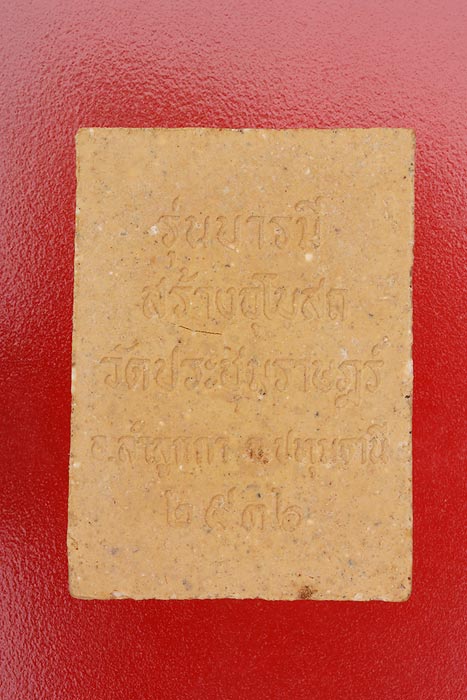 รุ่นบารมี
สร้างอุโบสถ
วัดประชุมราษฎร์
อ.ลำลูกกา จ.ปทุมธานี
๒๕๓๖